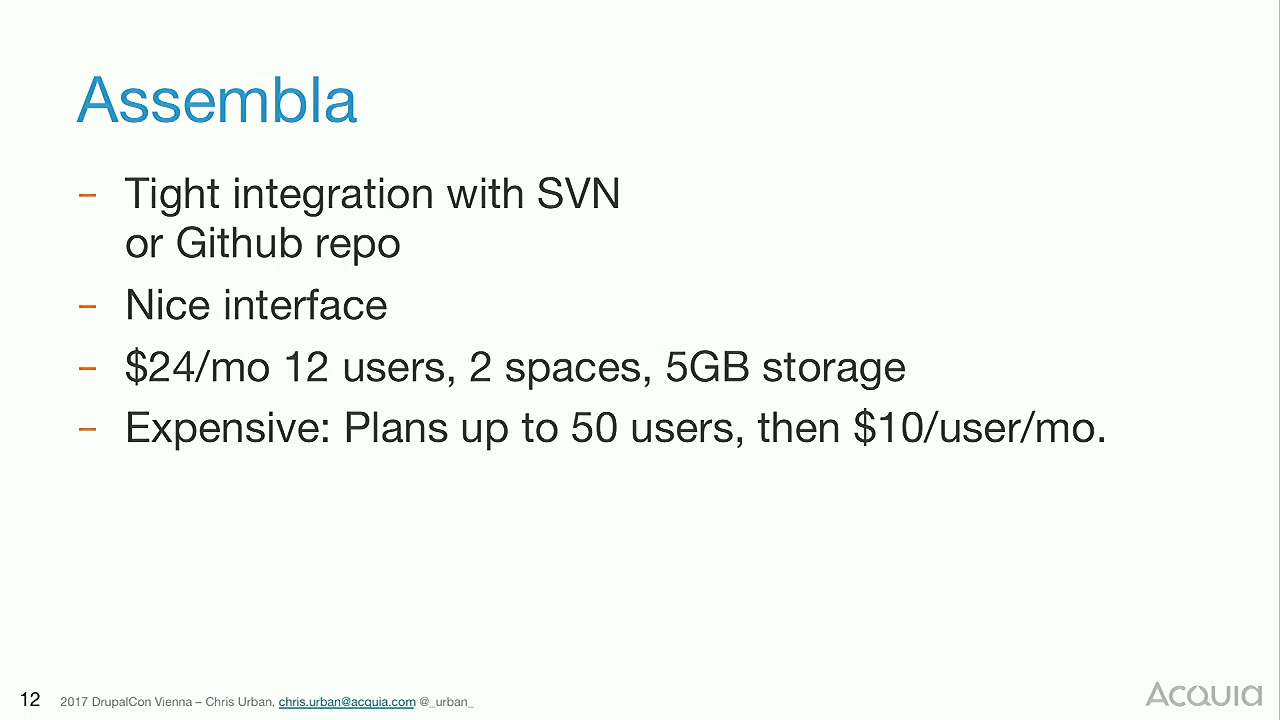 Assembla
– Tight integration with SVN
or Github repo
– Nice interface
– $24/mo 12 users, 2 spaces, 5GB storage
– Expensive: Plans up to 50 users, then $10/user/mo.
12 2017 DrupalCon Vienna – Chris Urban, chris.urban@acquia.com @_urban_
Acquia